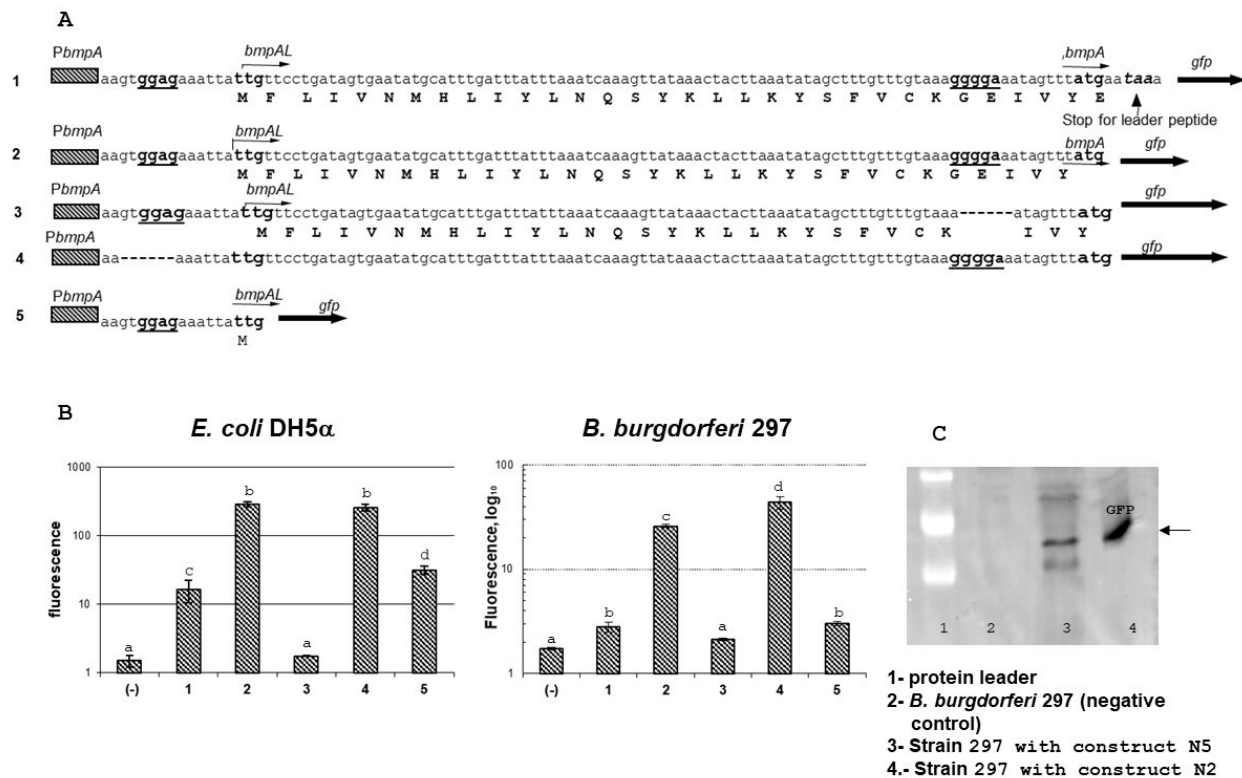 A
PbmpA bmpAL bmpA gfp
1 aagtggagaaattattgttcctgatagtgaatatgcatttgatttatttaaatcaaagttataaactacttaaatatagctttgtttgtaaaggggaaatagtttatgaataaa
M F L I V N M H L I Y L N Q S Y K L L K Y S F V C K G E I V Y E
Stop for leader peptide
PbmpA bmpAL bmpA gfp
2 aagtggagaaattattgttcctgatagtgaatatgcatttgatttatttaaatcaaagttataaactacttaaatatagctttgtttgtaaaggggaaatagtttatg
M F L I V N M H L I Y L N Q S Y K L L K Y S F V C K G E I V Y
PbmpA bmpAL gfp
3 aagtggagaaattattgttcctgatagtgaatatgcatttgatttatttaaatcaaagttataaactacttaaatatagctttgtttgtaaa------atagtttatg
M F L I V N M H L I Y L N Q S Y K L L K Y S F V C K I V Y
PbmpA gfp
4 aa------aaattattgttcctgatagtgaatatgcatttgatttatttaaatcaaagttataaactacttaaatatagctttgtttgtaaaggggaaatagtttatg
PbmpA bmpAL gfp
5 aagtggagaaattattg
M
B
E. coli DH5α
fluorescence
1000
100
10
1
a c b a b d
(-) 1 2 3 4 5
B. burgdorferi 297
Fluorescence, log10
100
10
1
a b c a d b
(-) 1 2 3 4 5
C
GFP
1 2 3 4
1- protein leader
2- B. burgdorferi 297 (negative
control)
3- Strain 297 with construct N5
4.- Strain 297 with construct N2